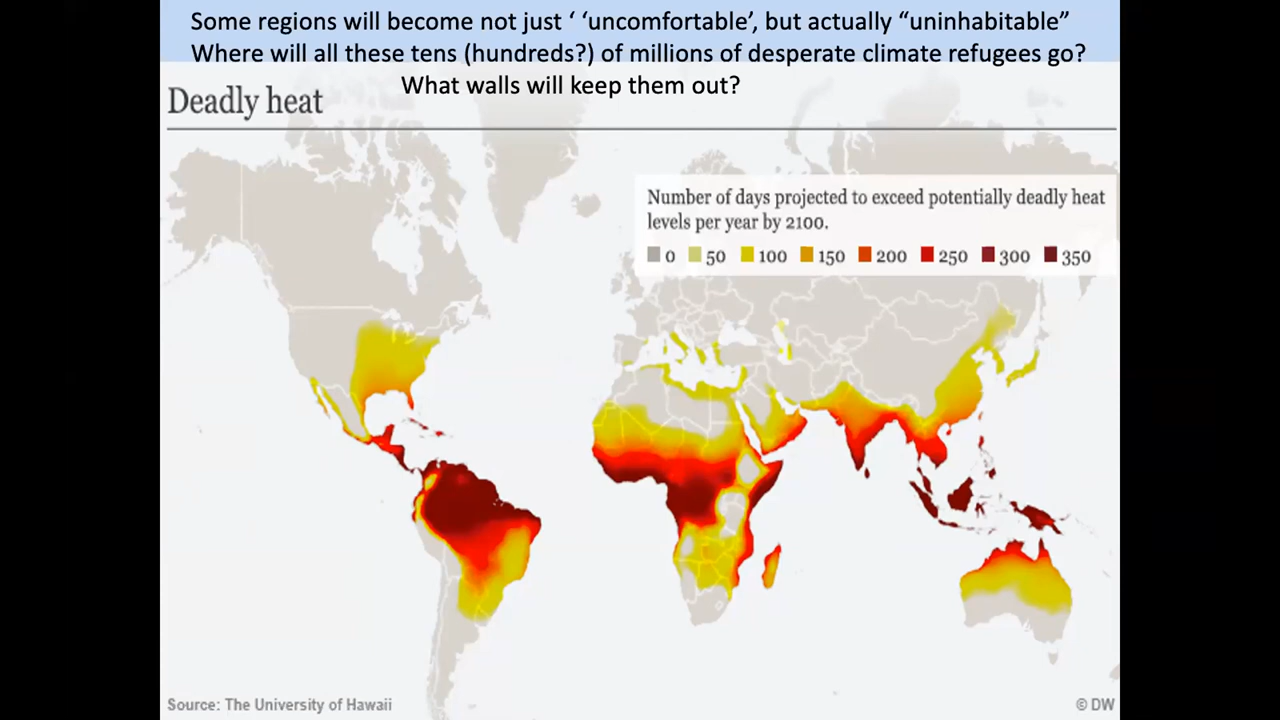 Some regions will become not just ‘ ‘uncomfortable’, but actually “uninhabitable”
Where will all these tens (hundreds?) of millions of desperate climate refugees go?
What walls will keep them out?
Deadly heat
Number of days projected to exceed potentially deadly heat
levels per year by 2100.
0 50 100 150 200 250 300 350
Source: The University of Hawaii
© DW